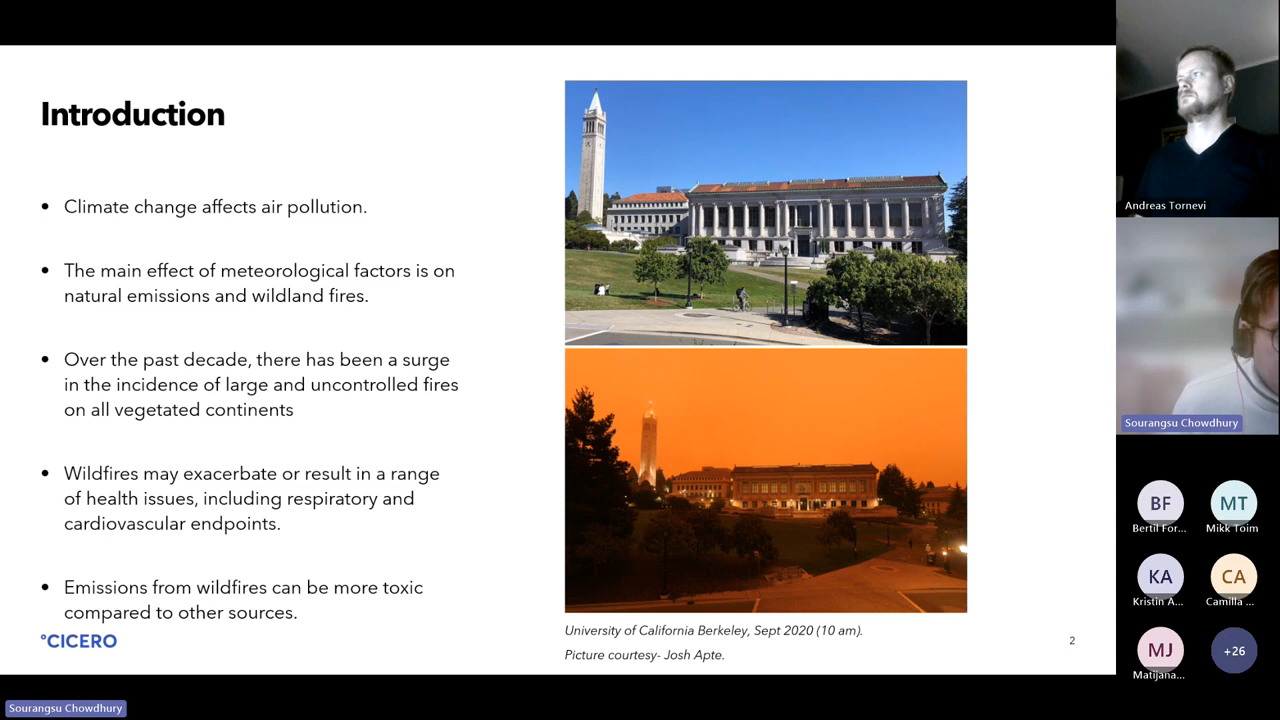 Introduction
• Climate change affects air pollution.
• The main effect of meteorological factors is on
natural emissions and wildland fires.
• Over the past decade, there has been a surge
in the incidence of large and uncontrolled fires
on all vegetated continents
• Wildfires may exacerbate or result in a range
of health issues, including respiratory and
cardiovascular endpoints.
• Emissions from wildfires can be more toxic
compared to other sources.
°CICERO
University of California Berkeley, Sept 2020 (10 am).
Picture courtesy- Josh Apte.
2
Andreas Tornevi
Sourangsu Chowdhury
BF
Bertil For...
MT
Mikk Toim
KA
Kristin A...
CA
Camilla ...
MJ
Matijana...
+26
Sourangsu Chowdhury